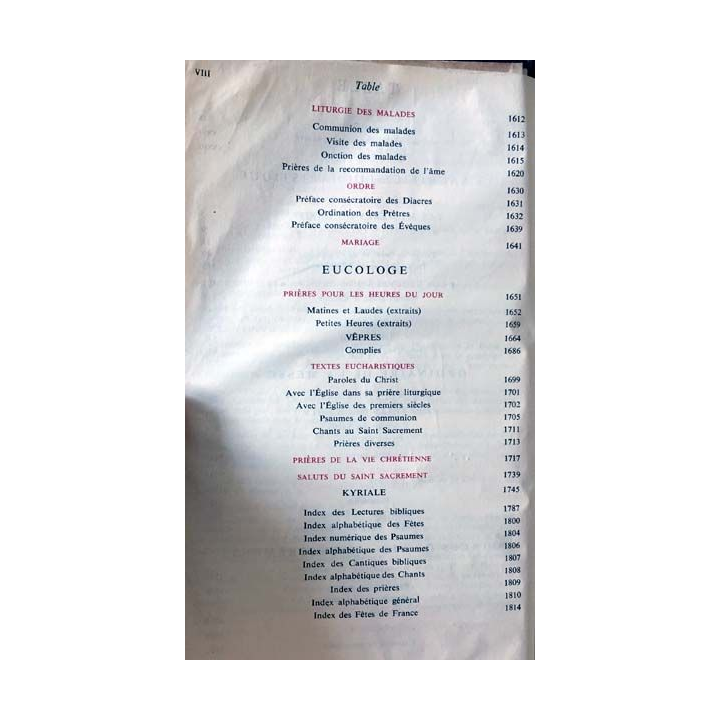 VIII
Table
LITURGIE DES MALADES 1612
Communion des malades 1613
Visite des malades 1614
Onction des malades 1615
Prières de la recommandation de l'âme 1620
ORDRE 1630
Préface consécratoire des Diacres 1631
Ordination des Prêtres 1632
Préface consécratoire des Évêques 1639
MARIAGE 1641
EUCOLOGE
PRIÈRES POUR LES HEURES DU JOUR 1651
Matines et Laudes (extraits) 1652
Petites Heures (extraits) 1659
VÊPRES 1664
Complies 1686
TEXTES EUCHARISTIQUES
Paroles du Christ 1699
Avec l'Église dans sa prière liturgique 1701
Avec l'Église des premiers siècles 1702
Psaumes de communion 1705
Chants au Saint Sacrement 1711
Prières diverses 1713
PRIÈRES DE LA VIE CHRÉTIENNE 1717
SALUTS DU SAINT SACREMENT 1739
KYRIALE 1745
Index des Lectures bibliques 1787
Index alphabétique des Fêtes 1800
Index numérique des Psaumes 1804
Index alphabétique des Psaumes 1806
Index des Cantiques bibliques 1807
Index alphabétique des Chants 1808
Index des prières 1809
Index alphabétique général 1810
Index des Fêtes de France 1814